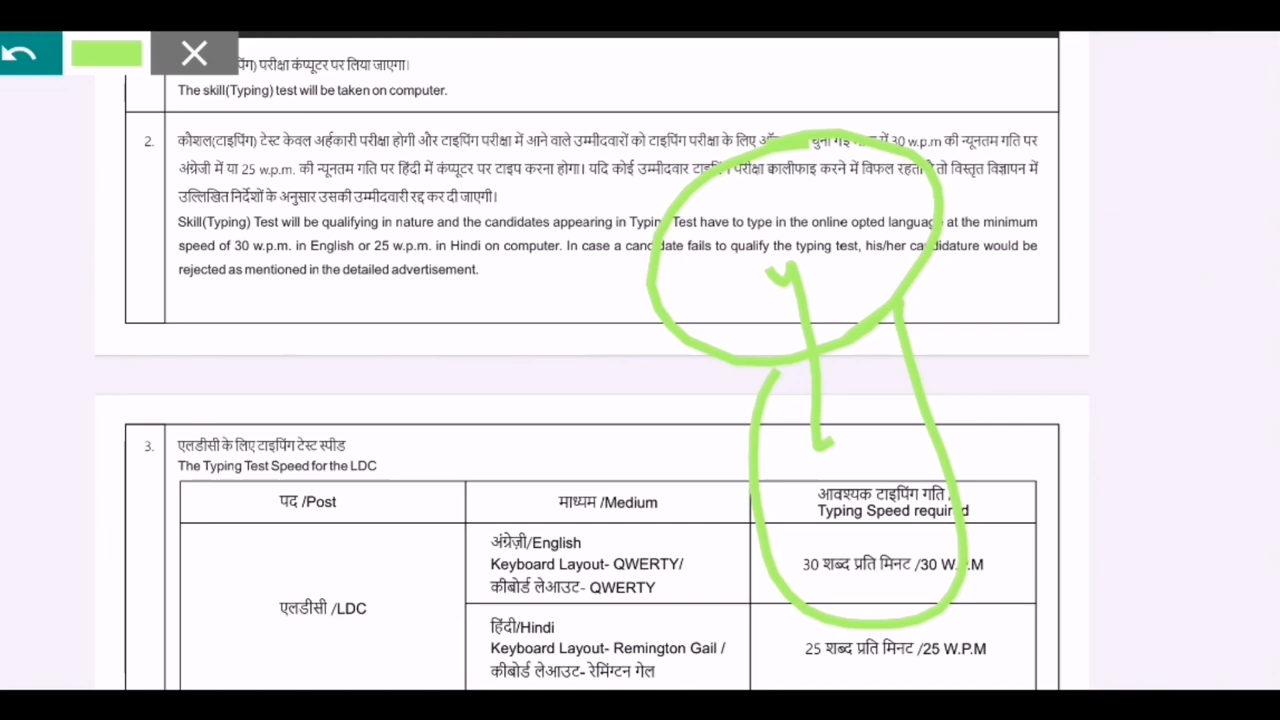 पिंग) परीक्षा कंप्यूटर पर लिया जाएगा।
The skill(Typing) test will be taken on computer.
2. कौशल(टाइपिंग) टेस्ट केवल अर्हकारी परीक्षा होगी और टाइपिंग परीक्षा में आने वाले उम्मीदवारों को टाइपिंग परीक्षा के लिए चुनी गई में 30 w.p.m की न्यूनतम गति पर
अंग्रेजी में या 25 w.p.m. की न्यूनतम गति पर हिंदी में कंप्यूटर पर टाइप करना होगा। यदि कोई उम्मीदवार टाइपिंग परीक्षा क्वालीफाइ करने में विफल रहता है तो विस्तृत विज्ञापन में
उल्लिखित निर्देशों के अनुसार उसकी उम्मीदवारी रद्द कर दी जाएगी।
Skill(Typing) Test will be qualifying in nature and the candidates appearing in Typing Test have to type in the online opted language at the minimum
speed of 30 w.p.m. in English or 25 w.p.m. in Hindi on computer. In case a candidate fails to qualify the typing test, his/her candidature would be
rejected as mentioned in the detailed advertisement.
3. एलडीसी के लिए टाइपिंग टेस्ट स्पीड
The Typing Test Speed for the LDC
पद /Post माध्यम /Medium आवश्यक टाइपिंग गति /
Typing Speed required
अंग्रेज़ी/English
Keyboard Layout- QWERTY/ 30 शब्द प्रति मिनट /30 W.P.M
कीबोर्ड लेआउट- QWERTY
एलडीसी /LDC
हिंदी/Hindi
Keyboard Layout- Remington Gail / 25 शब्द प्रति मिनट /25 W.P.M
कीबोर्ड लेआउट- रेमिंग्टन गेल